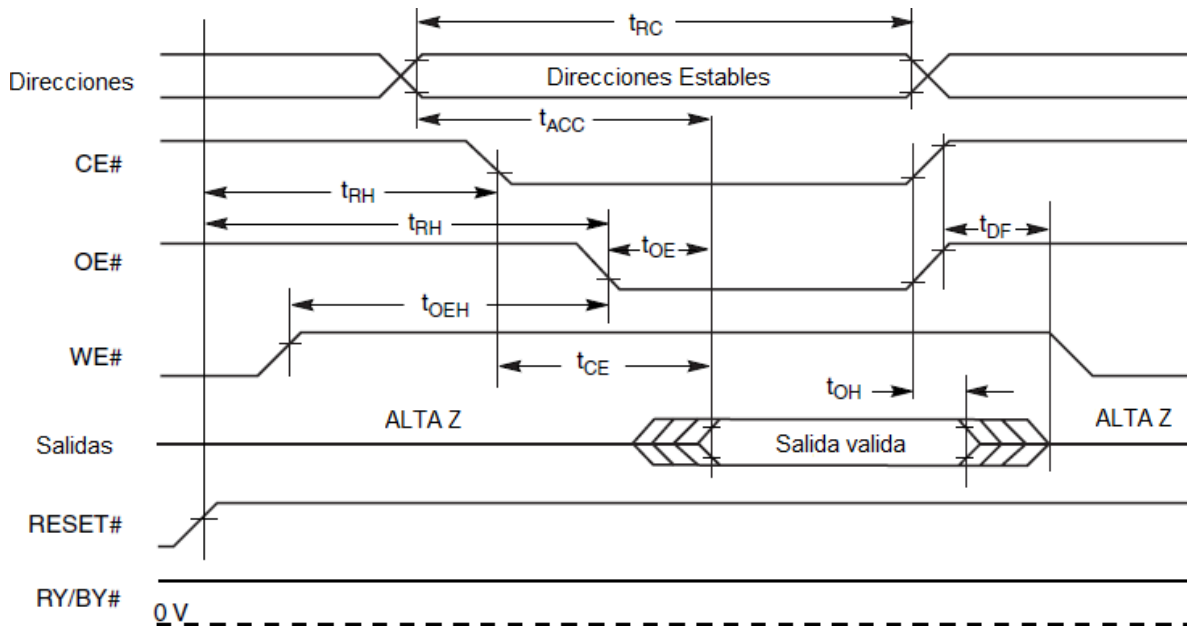 tRC
Direcciones
Direcciones Estables
tACC
CE#
tRH
tRH
OE#
tOE
tDF
tOEH
WE#
tCE
tOH
ALTA Z
ALTA Z
Salidas
Salida valida
RESET#
RY/BY#
0 V